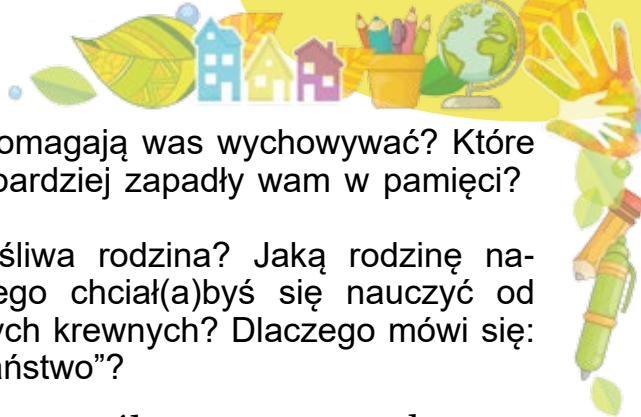 omagają was wychowywać? Które
bardziej zapadły wam w pamięci?
śliwa rodzina? Jaką rodzinę na-
ego chciał(a)byś się nauczyć od
ych krewnych? Dlaczego mówi się:
aństwo”?